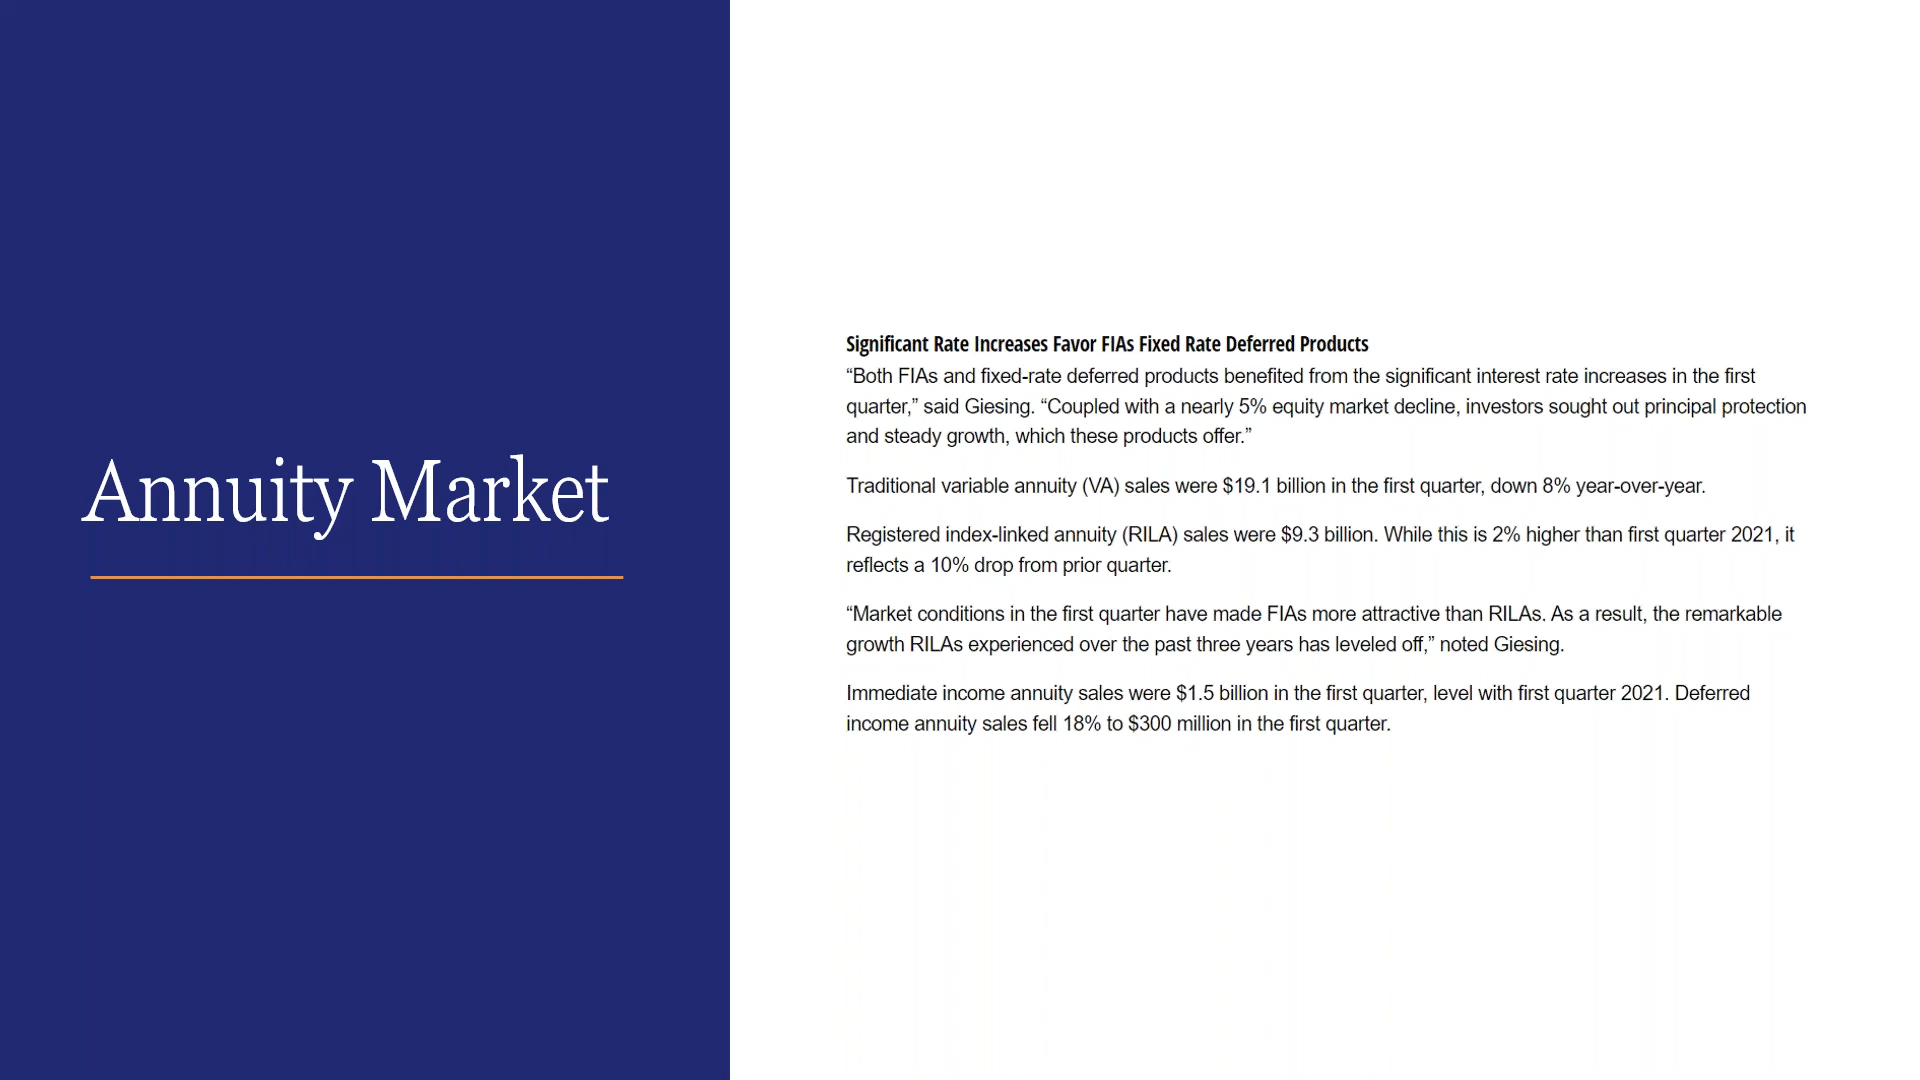 Annuity Market
Significant Rate Increases Favor FIAs Fixed Rate Deferred Products
“Both FIAs and fixed-rate deferred products benefited from the significant interest rate increases in the first
quarter,” said Giesing. “Coupled with a nearly 5% equity market decline, investors sought out principal protection
and steady growth, which these products offer.”
Traditional variable annuity (VA) sales were $19.1 billion in the first quarter, down 8% year-over-year.
Registered index-linked annuity (RILA) sales were $9.3 billion. While this is 2% higher than first quarter 2021, it
reflects a 10% drop from prior quarter.
“Market conditions in the first quarter have made FIAs more attractive than RILAs. As a result, the remarkable
growth RILAs experienced over the past three years has leveled off,” noted Giesing.
Immediate income annuity sales were $1.5 billion in the first quarter, level with first quarter 2021. Deferred
income annuity sales fell 18% to $300 million in the first quarter.